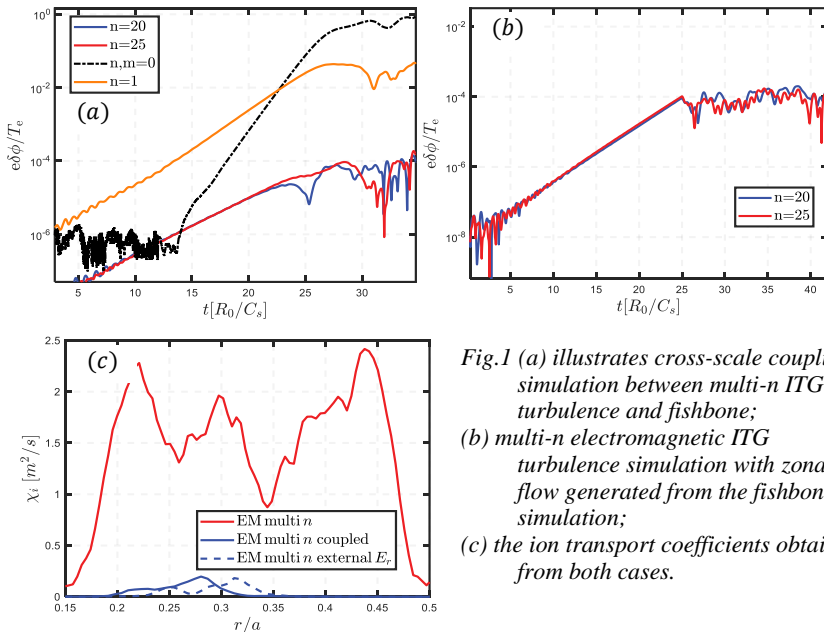 10^0
10^-2
10^-4
10^-6
eδϕ/T_e
n=20
n=25
n,m=0
n=1
(a)
5 10 15 20 25 30
t[R_0/C_s]
(b)
10^0
10^-4
10^-8
eδϕ/T_e
n=20
n=25
5 10 15 20 25 30 35 40
t[R_0/C_s]
(c)
2.5
2
1.5
1
0.5
0
χ_i [m^2/s]
EM multi n
EM multi n coupled
EM multi n external E_r
0.15 0.2 0.25 0.3 0.35 0.4 0.45 0.5
r/a
Fig.1 (a) illustrates cross-scale coupli
simulation between multi-n ITG
turbulence and fishbone;
(b) multi-n electromagnetic ITG
turbulence simulation with zona
flow generated from the fishbon
simulation;
(c) the ion transport coefficients obtai
from both cases.